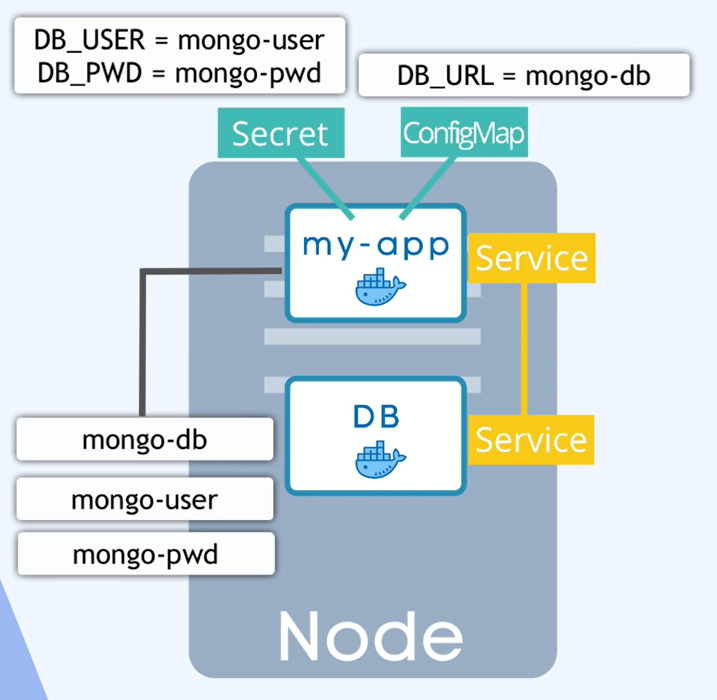 DB_USER = mongo-user
DB_PWD = mongo-pwd
DB_URL = mongo-db
Secret
ConfigMap
my-app
Service
DB
Service
mongo-db
mongo-user
mongo-pwd
Node